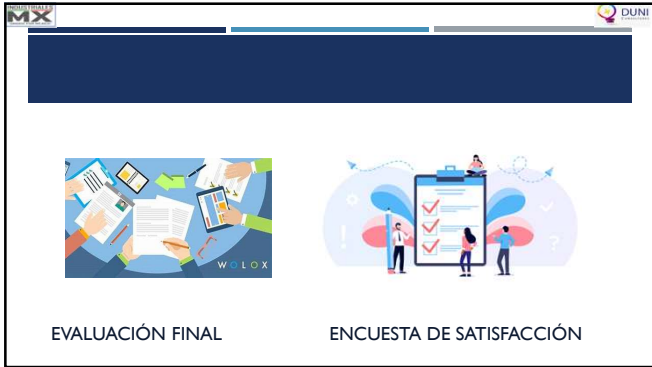 INDUSTRIALES
MX
DUNI
WOLOX
EVALUACIÓN FINAL
ENCUESTA DE SATISFACCIÓN